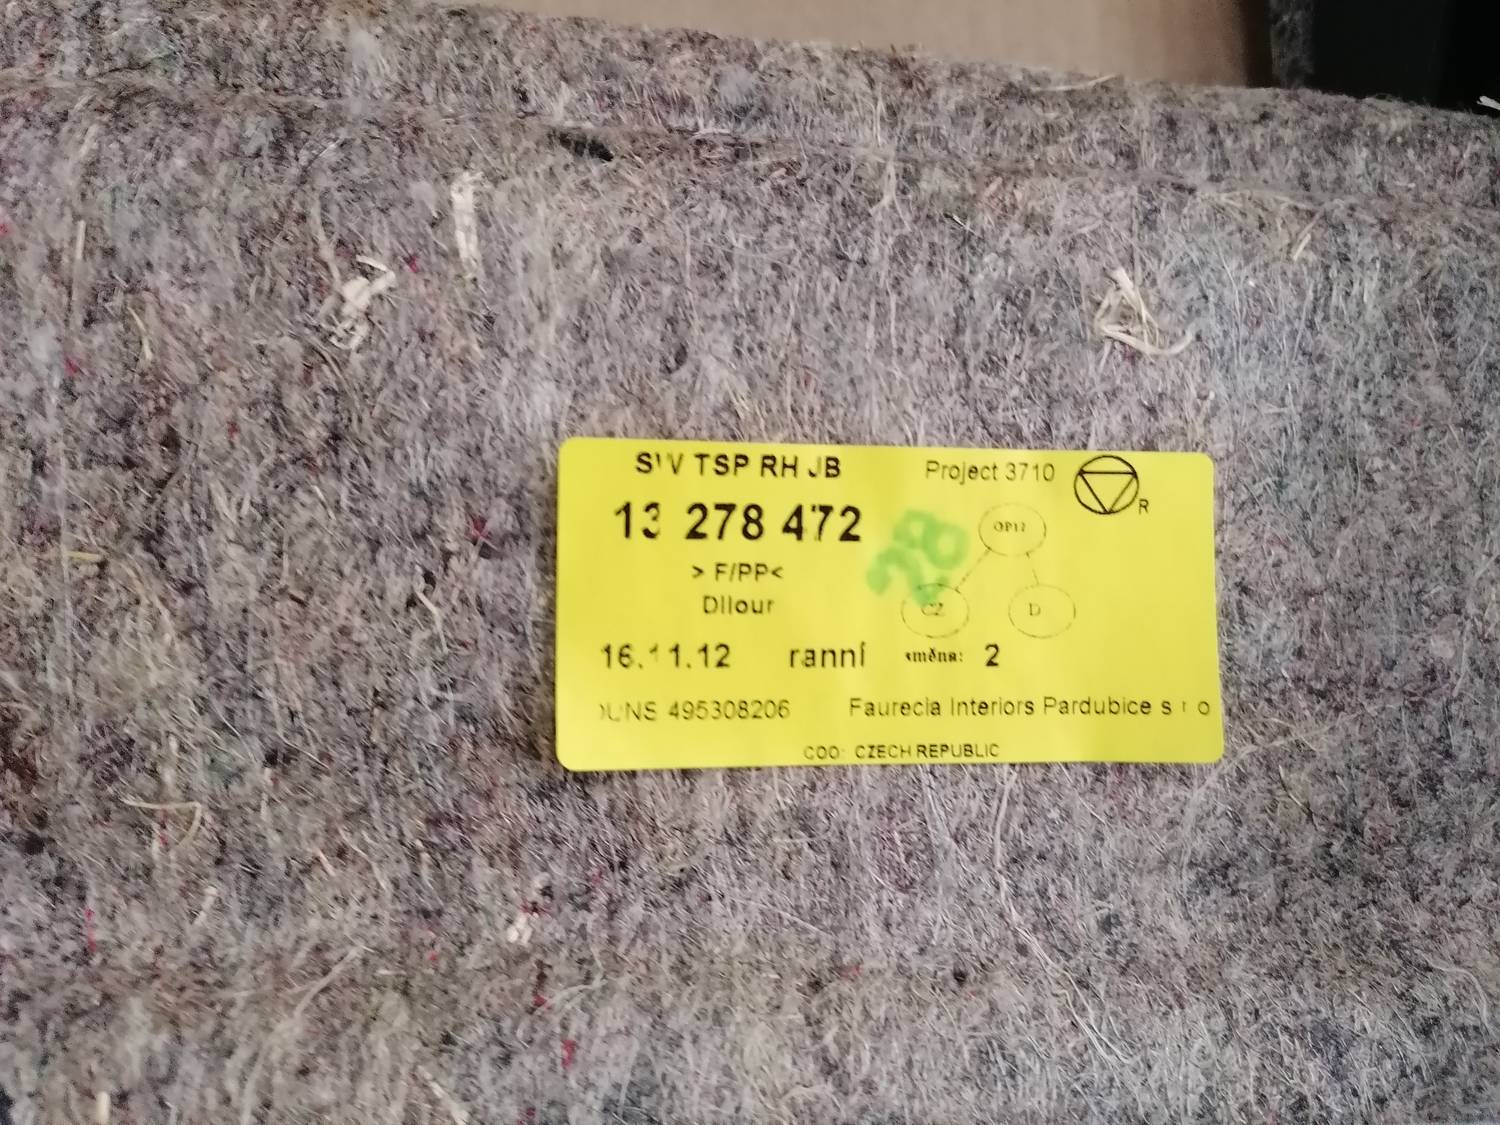 SW TSP RH JB Project 3710
R
13 278 472
OP12
> F/PP<
CZ D
Dilour
16.11.12 ranní směna: 2
DUNS 495308206 Faurecia Interiors Pardubice s r o
COO: CZECH REPUBLIC